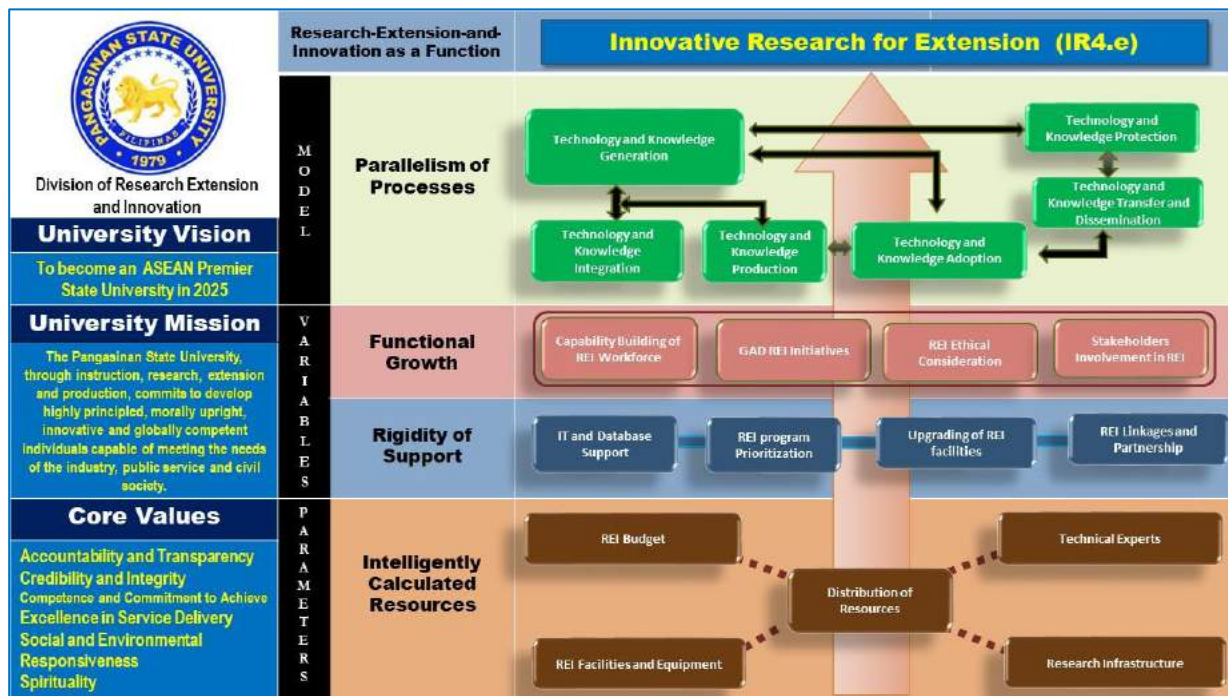 PANGASINAN STATE UNIVERSITY
PILIPINAS
1979
Division of Research Extension
and Innovation
University Vision
To become an ASEAN Premier
State University in 2025
University Mission
The Pangasinan State University,
through instruction, research, extension
and production, commits to develop
highly principled, morally upright,
innovative and globally competent
individuals capable of meeting the needs
of the industry, public service and civil
society.
Core Values
Accountability and Transparency
Credibility and Integrity
Competence and Commitment to Achieve
Excellence in Service Delivery
Social and Environmental
Responsiveness
Spirituality
Research-Extension-and-
Innovation as a Function
Innovative Research for Extension (IR4.e)
MODEL
Parallelism of
Processes
Technology and Knowledge
Generation
Technology and
Knowledge Protection
Technology and
Knowledge Transfer and
Dissemination
Technology and
Knowledge
Integration
Technology and
Knowledge
Production
Technology and
Knowledge Adoption
VARIABLES
Functional
Growth
Capability Building of
REI Workforce
GAD REI Initiatives
REI Ethical
Consideration
Stakeholders
Involvement in REI
Rigidity of
Support
IT and Database
Support
REI program
Prioritization
Upgrading of REI
facilities
REI Linkages and
Partnership
PARAMETERS
Intelligently
Calculated
Resources
REI Budget
Technical Experts
Distribution of
Resources
REI Facilities and Equipment
Research Infrastructure